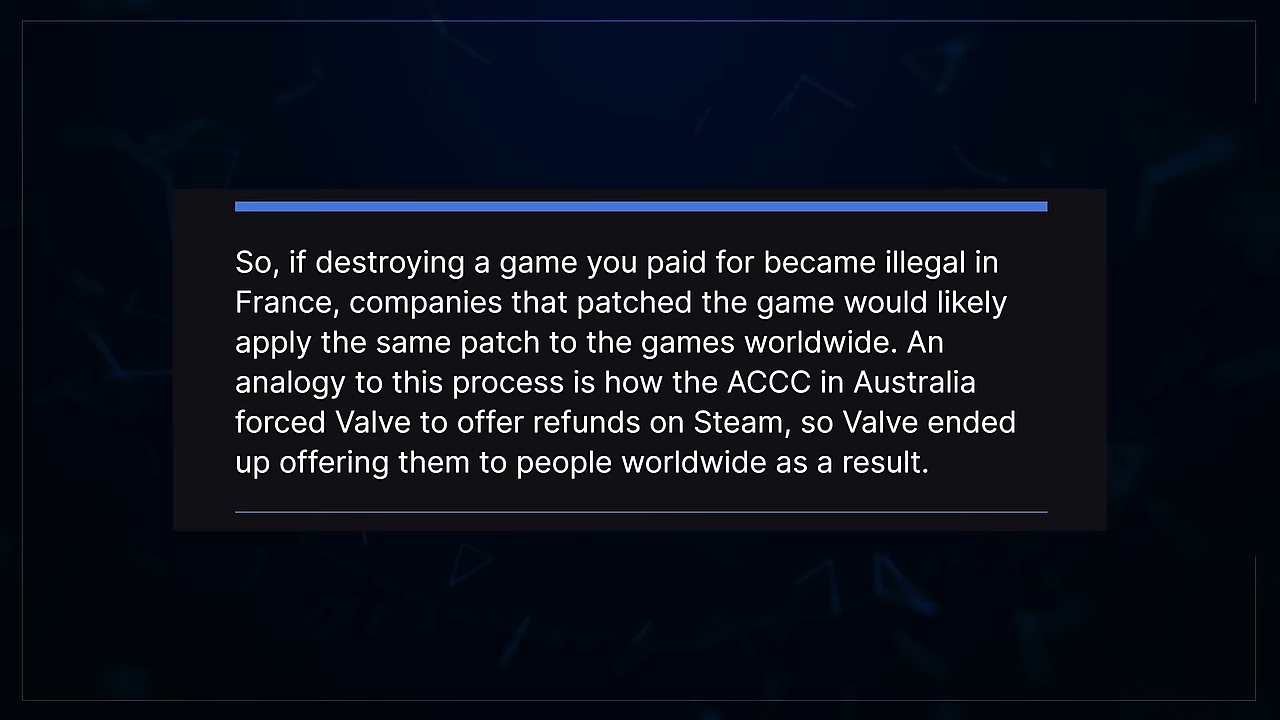 So, if destroying a game you paid for became illegal in
France, companies that patched the game would likely
apply the same patch to the games worldwide. An
analogy to this process is how the ACCC in Australia
forced Valve to offer refunds on Steam, so Valve ended
up offering them to people worldwide as a result.